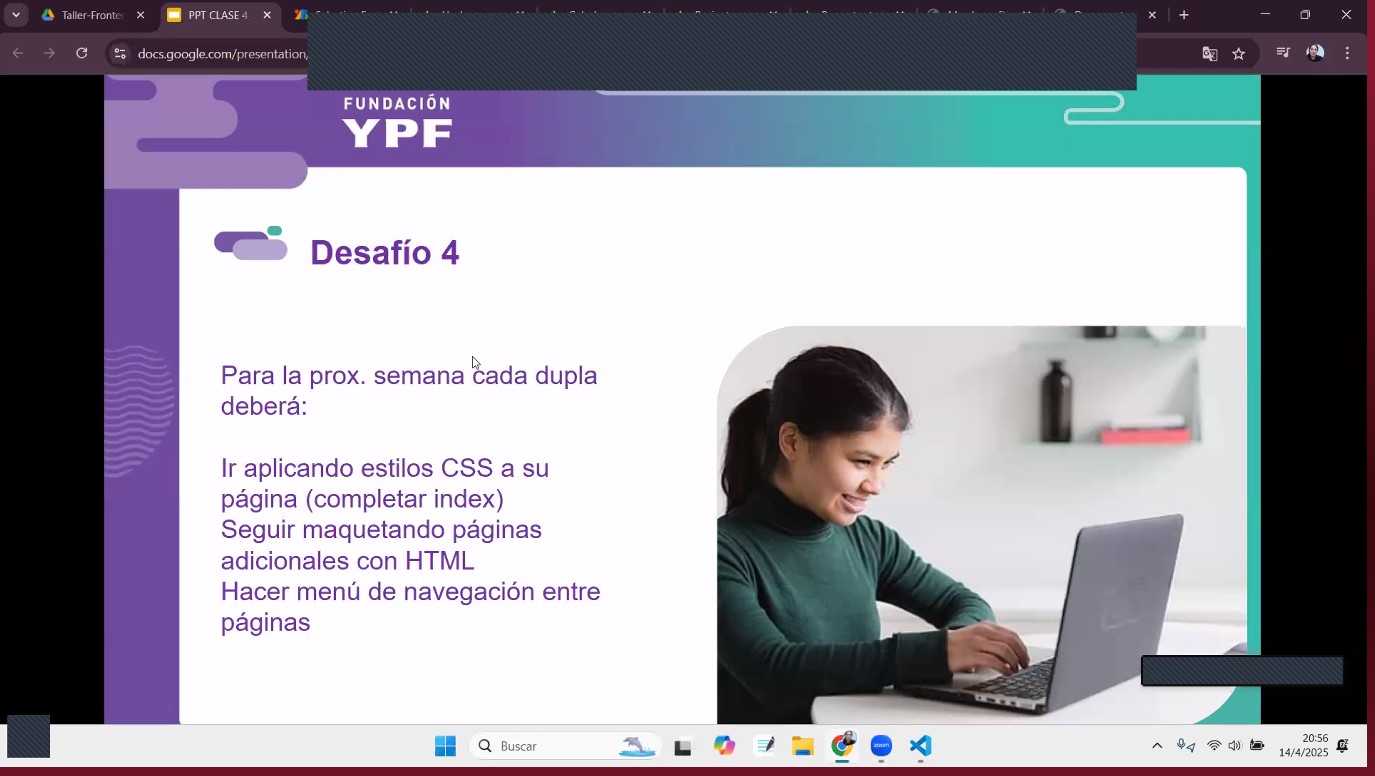 Taller-Fronter
PPT CLASE 4
docs.google.com/presentation/
FUNDACIÓN
YPF
Desafío 4
Para la prox. semana cada dupla
deberá:
Ir aplicando estilos CSS a su
página (completar index)
Seguir maquetando páginas
adicionales con HTML
Hacer menú de navegación entre
páginas
Buscar
zoom
20:56
14/4/2025